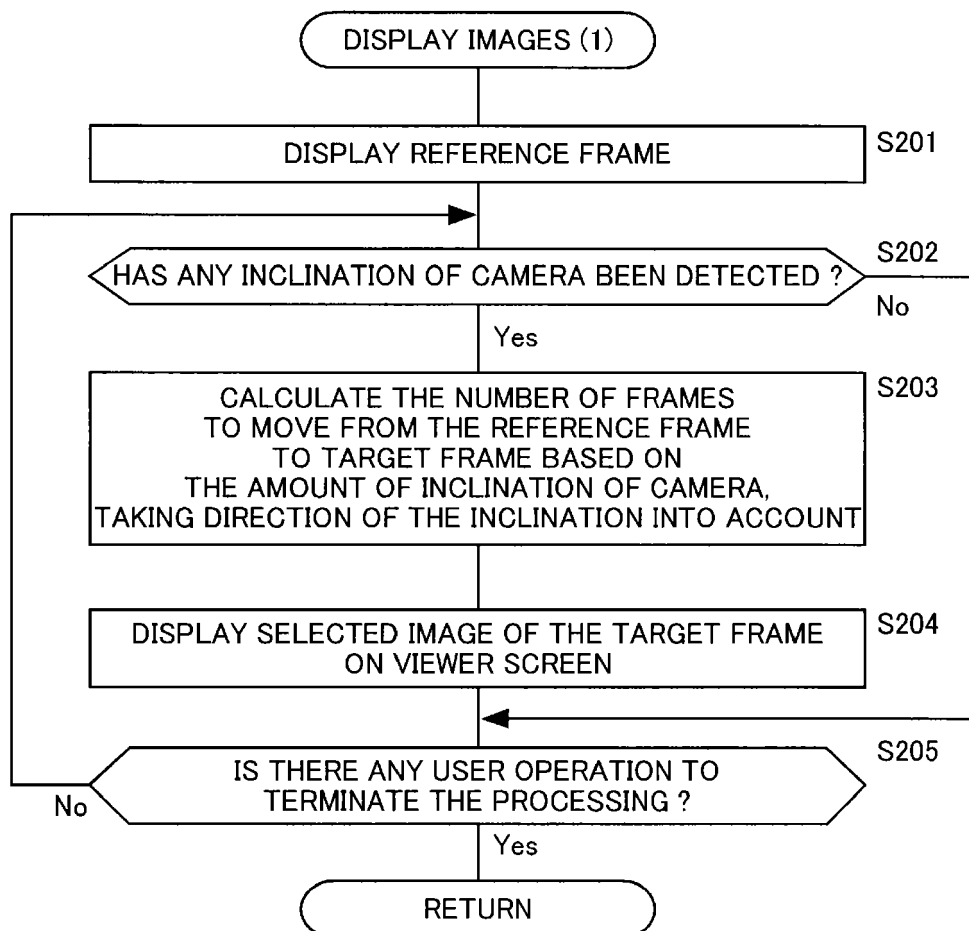 DISPLAY IMAGES (1)
DISPLAY REFERENCE FRAME
S201
HAS ANY INCLINATION OF CAMERA BEEN DETECTED ?
S202
No
Yes
CALCULATE THE NUMBER OF FRAMES
TO MOVE FROM THE REFERENCE FRAME
TO TARGET FRAME BASED ON
THE AMOUNT OF INCLINATION OF CAMERA,
TAKING DIRECTION OF THE INCLINATION INTO ACCOUNT
S203
DISPLAY SELECTED IMAGE OF THE TARGET FRAME
ON VIEWER SCREEN
S204
IS THERE ANY USER OPERATION TO
TERMINATE THE PROCESSING ?
S205
No
Yes
RETURN